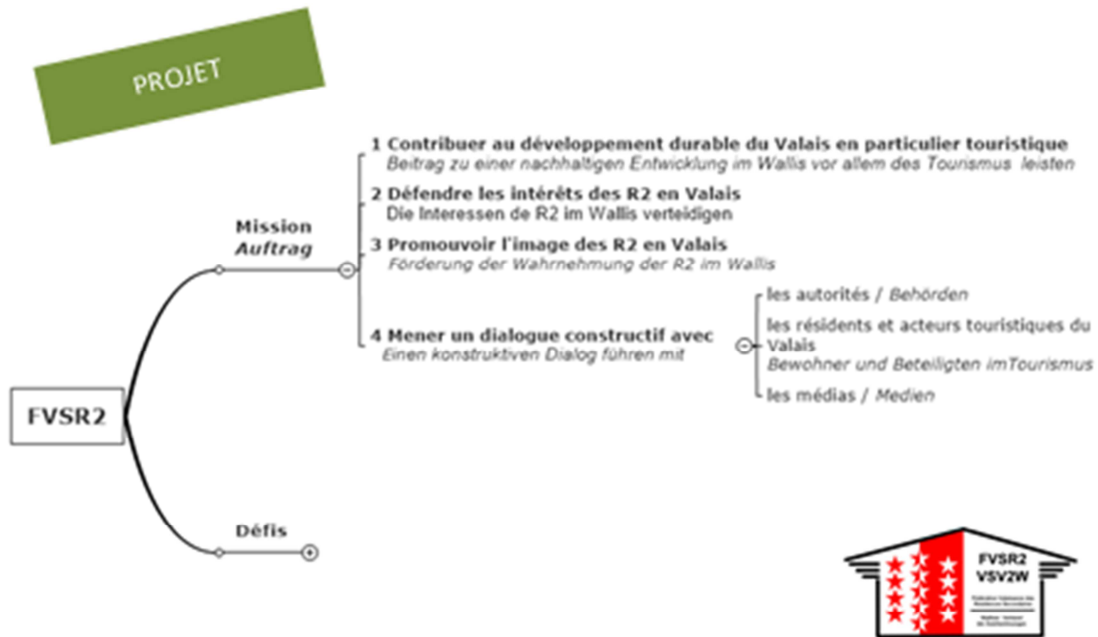 PROJET
1 Contribuer au développement durable du Valais en particulier touristique
Beitrag zu einer nachhaltigen Entwicklung im Wallis vor allem des Tourismus leisten
2 Défendre les intérêts des R2 en Valais
Die Interessen de R2 im Wallis verteidigen
Mission
Auftrag
3 Promouvoir l'image des R2 en Valais
Förderung der Wahrnehmung der R2 im Wallis
4 Mener un dialogue constructif avec
Einen konstruktiven Dialog führen mit
les autorités / Behörden
les résidents et acteurs touristiques du
Valais
Bewohner und Beteiligten imTourismus
les médias / Medien
FVSR2
Défis
FVSR2
VSV2W